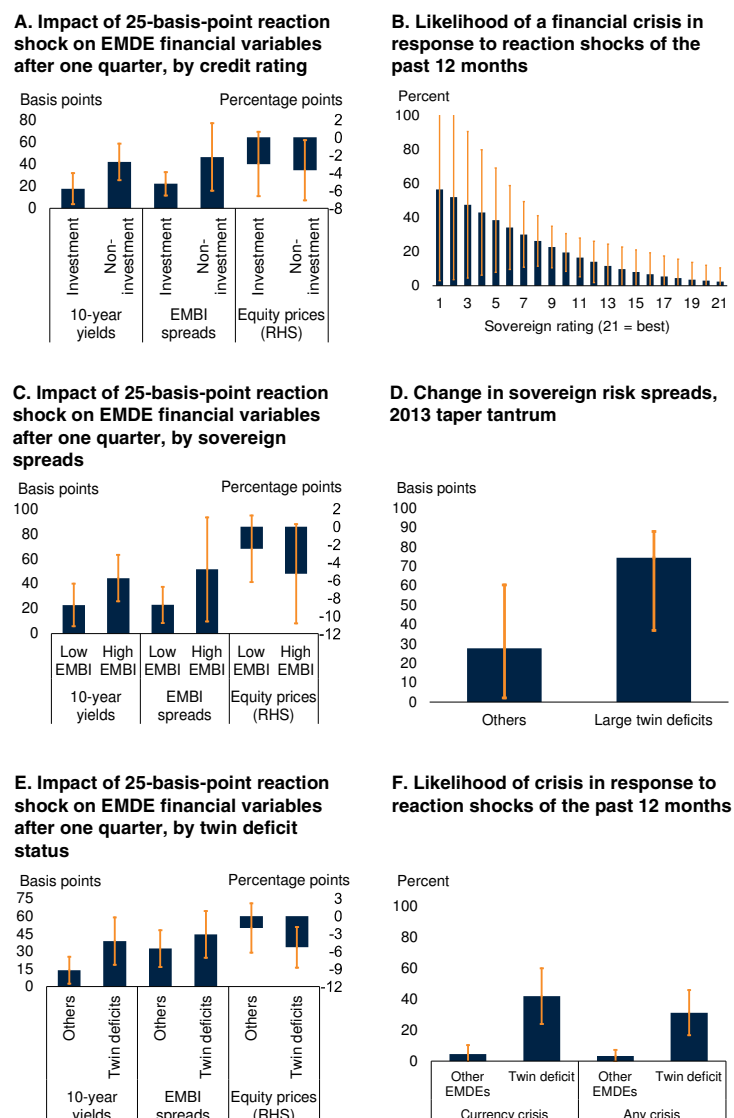 A. Impact of 25-basis-point reaction
shock on EMDE financial variables
after one quarter, by credit rating
Basis points
Percentage points
80
60
40
20
0
2
0
-2
-4
-6
-8
Investment
Non-
investment
Investment
Non-
investment
Investment
Non-
investment
10-year
yields
EMBI
spreads
Equity prices
(RHS)
B. Likelihood of a financial crisis in
response to reaction shocks of the
past 12 months
Percent
100
80
60
40
20
0
1 3 5 7 9 11 13 15 17 19 21
Sovereign rating (21 = best)
C. Impact of 25-basis-point reaction
shock on EMDE financial variables
after one quarter, by sovereign
spreads
Basis points
Percentage points
100
80
60
40
20
0
2
0
-2
-4
-6
-8
-10
-12
Low
EMBI
High
EMBI
Low
EMBI
High
EMBI
Low
EMBI
High
EMBI
10-year
yields
EMBI
spreads
Equity prices
(RHS)
D. Change in sovereign risk spreads,
2013 taper tantrum
Basis points
100
90
80
70
60
50
40
30
20
10
0
Others
Large twin deficits
E. Impact of 25-basis-point reaction
shock on EMDE financial variables
after one quarter, by twin deficit
status
Basis points
Percentage points
75
60
45
30
15
0
3
0
-3
-6
-9
-12
Others
Twin deficits
Others
Twin deficits
Others
Twin deficits
10-year
yields
EMBI
spreads
Equity prices
(RHS)
F. Likelihood of crisis in response to
reaction shocks of the past 12 months
Percent
100
80
60
40
20
0
Other
EMDEs
Twin deficit
Other
EMDEs
Twin deficit
Currency crisis
Any crisis